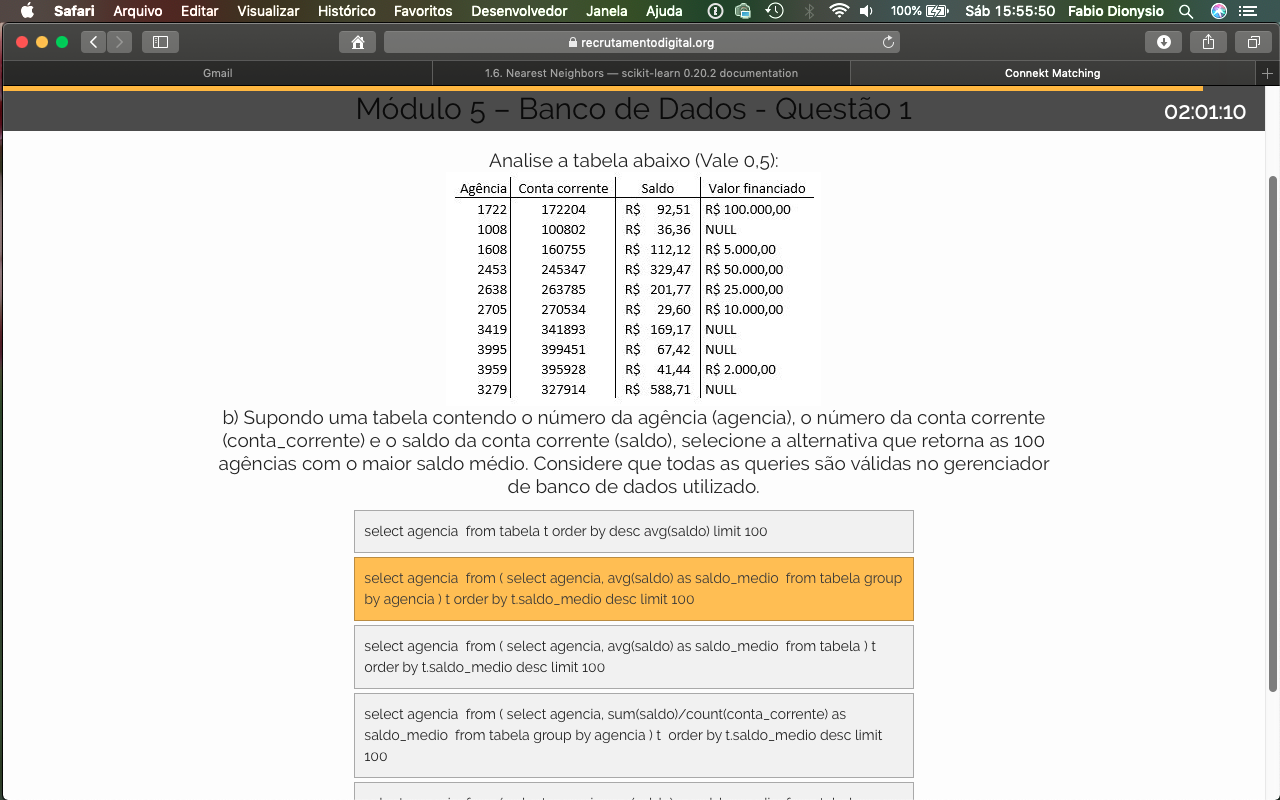 Safari Arquivo Editar Visualizar Histórico Favoritos Desenvolvedor Janela Ajuda 100% Sáb 15:55:50 Fabio Dionysio
recrutamentodigital.org
Gmail 1.6. Nearest Neighbors — scikit-learn 0.20.2 documentation Connekt Matching +
Módulo 5 – Banco de Dados - Questão 1 02:01:10
Analise a tabela abaixo (Vale 0,5):
Agência Conta corrente Saldo Valor financiado
1722 172204 R$ 92,51 R$ 100.000,00
1008 100802 R$ 36,36 NULL
1608 160755 R$ 112,12 R$ 5.000,00
2453 245347 R$ 329,47 R$ 50.000,00
2638 263785 R$ 201,77 R$ 25.000,00
2705 270534 R$ 29,60 R$ 10.000,00
3419 341893 R$ 169,17 NULL
3995 399451 R$ 67,42 NULL
3959 395928 R$ 41,44 R$ 2.000,00
3279 327914 R$ 588,71 NULL
b) Supondo uma tabela contendo o número da agência (agencia), o número da conta corrente
(conta_corrente) e o saldo da conta corrente (saldo), selecione a alternativa que retorna as 100
agências com o maior saldo médio. Considere que todas as queries são válidas no gerenciador
de banco de dados utilizado.
select agencia from tabela t order by desc avg(saldo) limit 100
select agencia from ( select agencia, avg(saldo) as saldo_medio from tabela group
by agencia ) t order by t.saldo_medio desc limit 100
select agencia from ( select agencia, avg(saldo) as saldo_medio from tabela ) t
order by t.saldo_medio desc limit 100
select agencia from ( select agencia, sum(saldo)/count(conta_corrente) as
saldo_medio from tabela group by agencia ) t order by t.saldo_medio desc limit
100